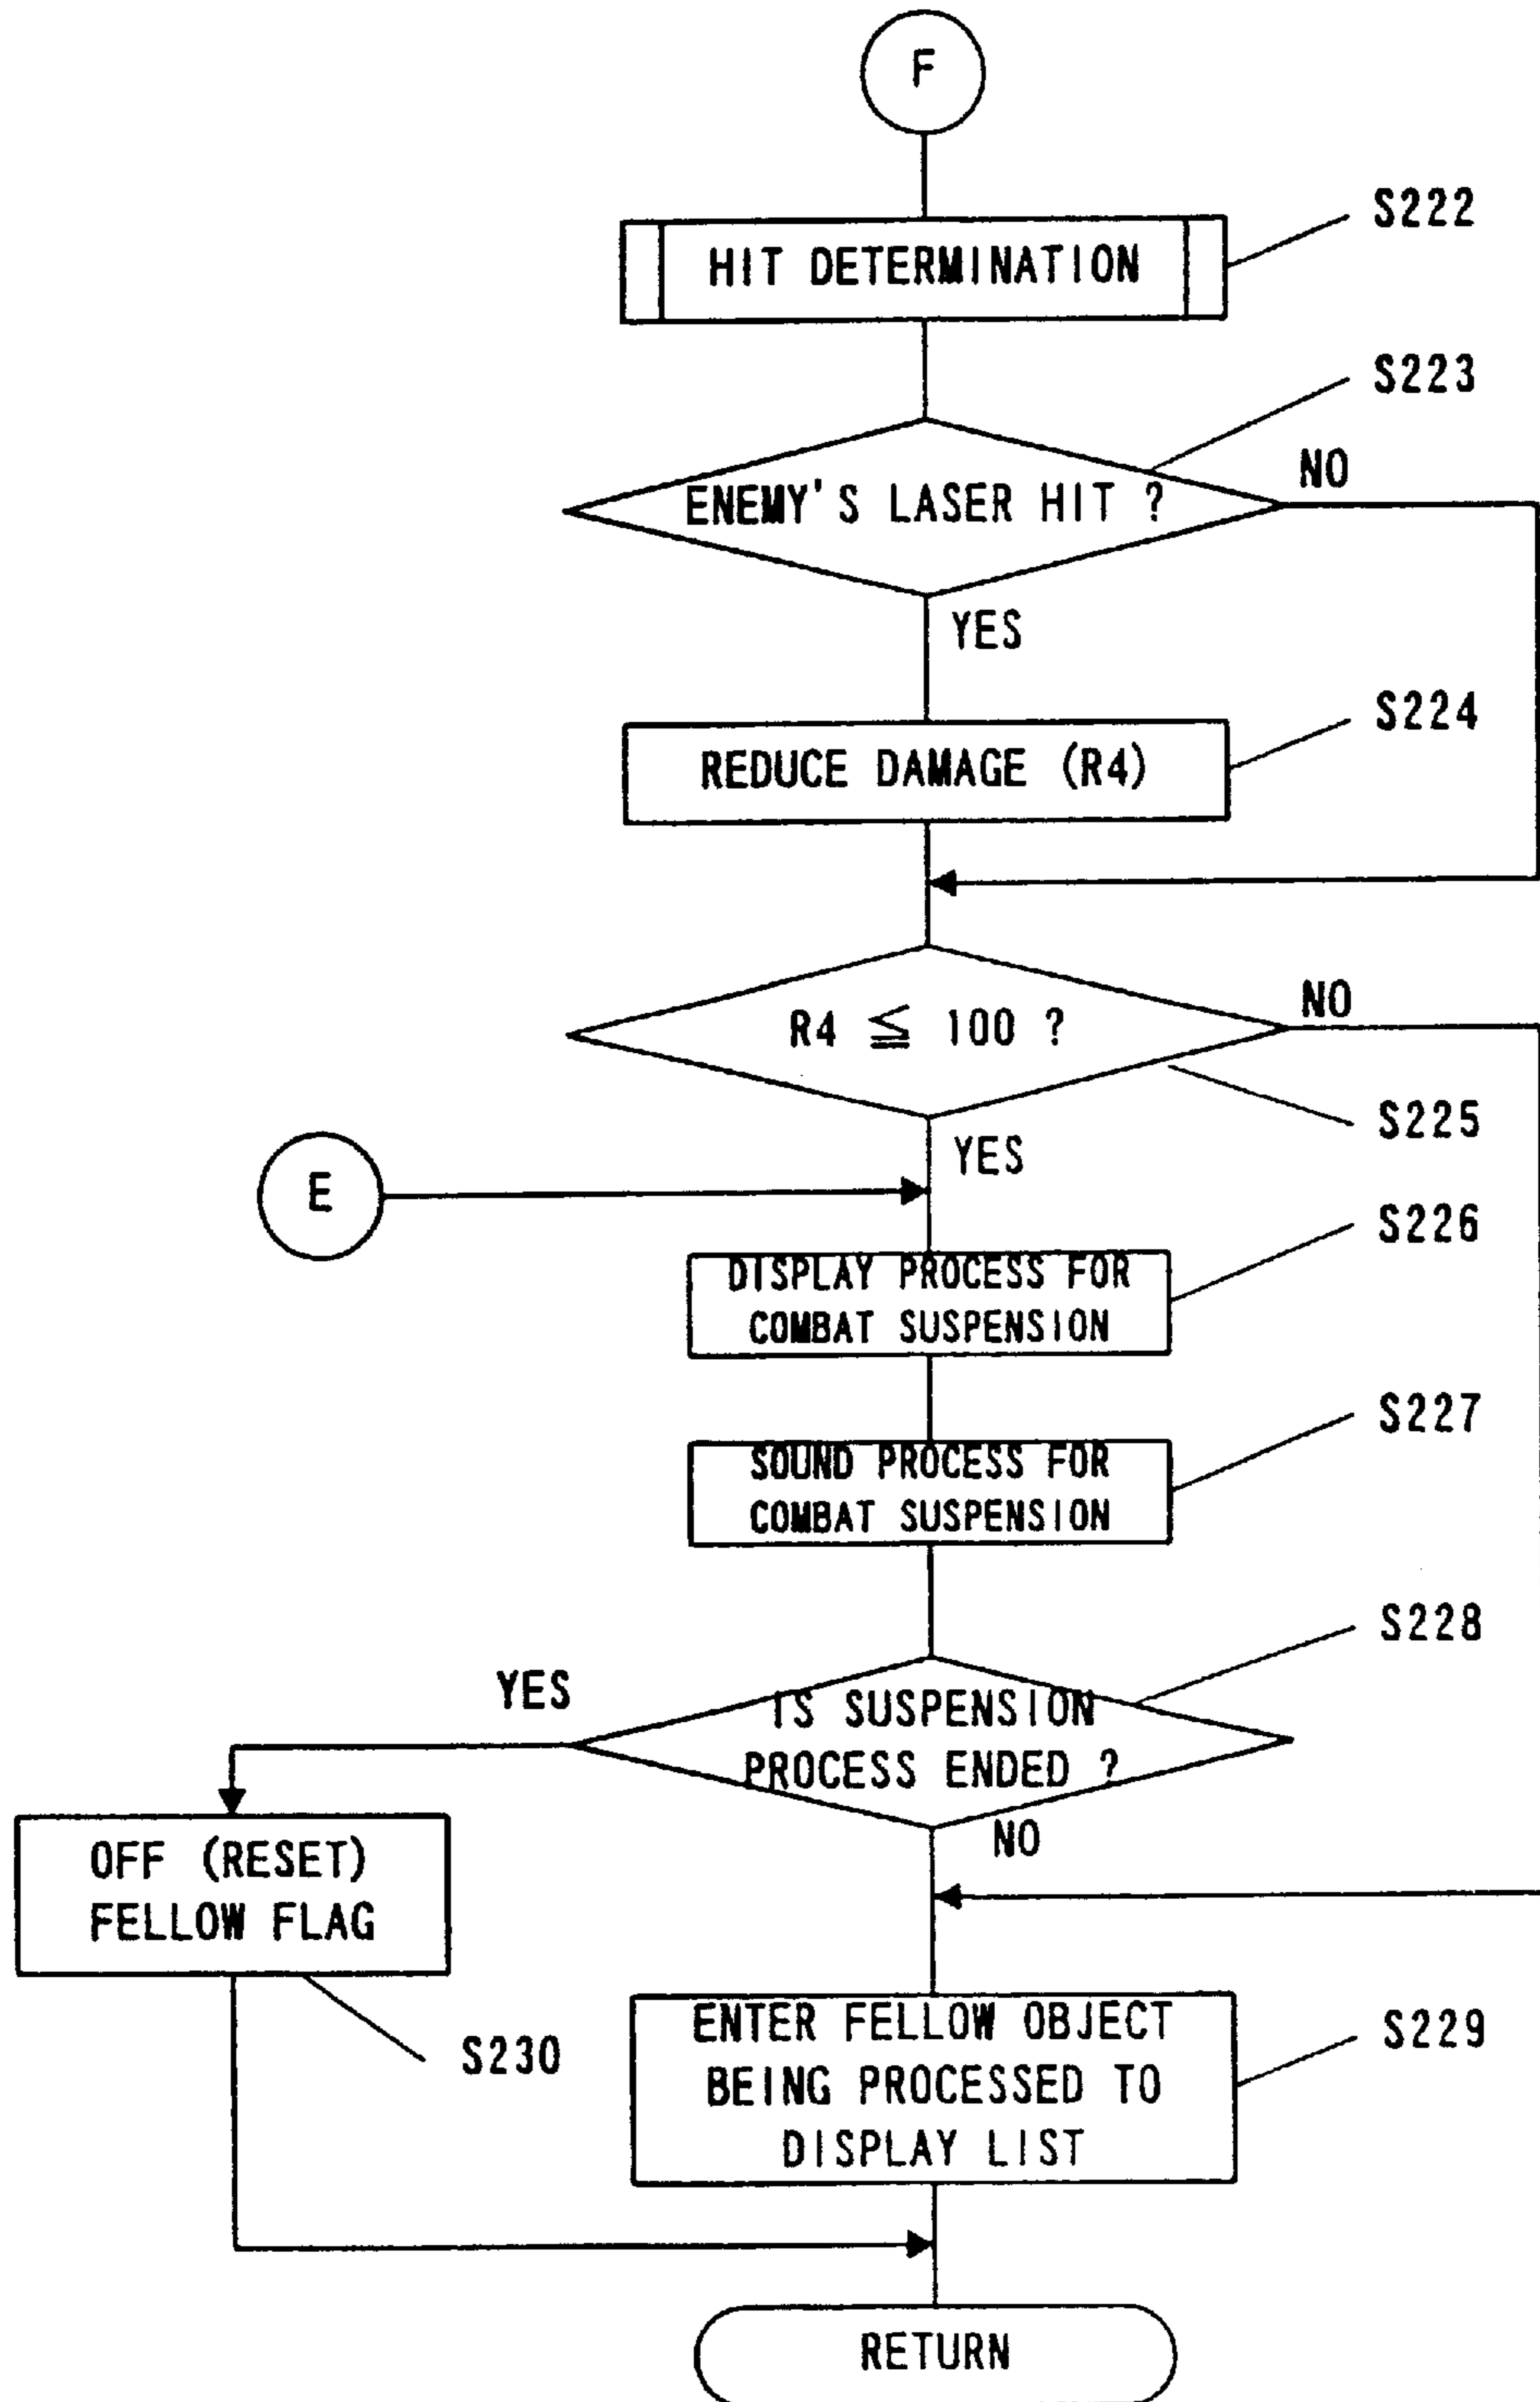 F
HIT DETERMINATION
S222
S223
ENEMY'S LASER HIT ?
NO
YES
REDUCE DAMAGE (R4)
S224
R4 ≦ 100 ?
NO
S225
YES
E
DISPLAY PROCESS FOR
COMBAT SUSPENSION
S226
SOUND PROCESS FOR
COMBAT SUSPENSION
S227
S228
YES
IS SUSPENSION
PROCESS ENDED ?
NO
OFF (RESET)
FELLOW FLAG
S230
ENTER FELLOW OBJECT
BEING PROCESSED TO
DISPLAY LIST
S229
RETURN